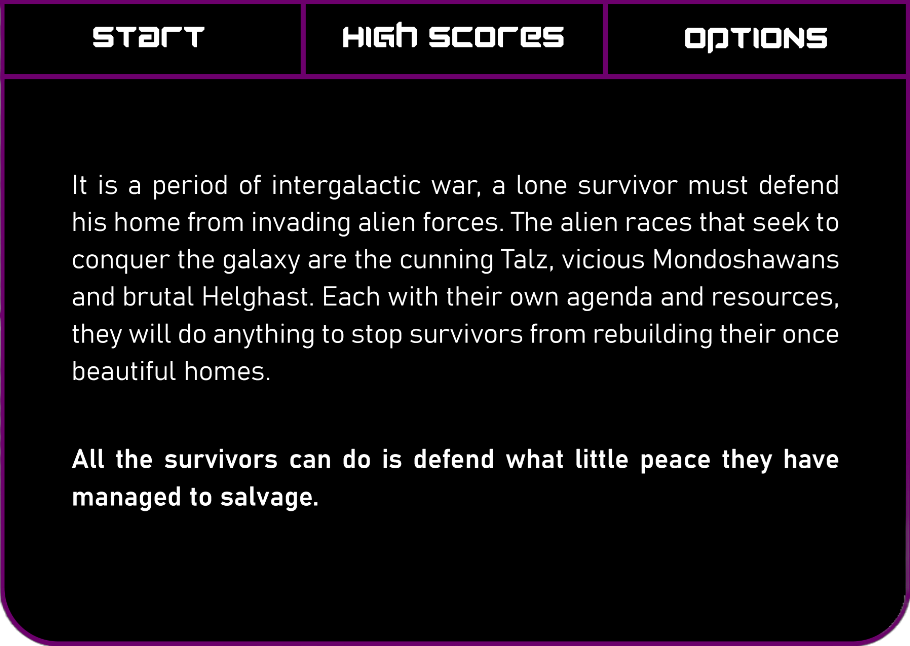 START
HIGH SCORES
OPTIONS
It is a period of intergalactic war, a lone survivor must defend
his home from invading alien forces. The alien races that seek to
conquer the galaxy are the cunning Talz, vicious Mondoshawans
and brutal Helghast. Each with their own agenda and resources,
they will do anything to stop survivors from rebuilding their once
beautiful homes.
All the survivors can do is defend what little peace they have
managed to salvage.